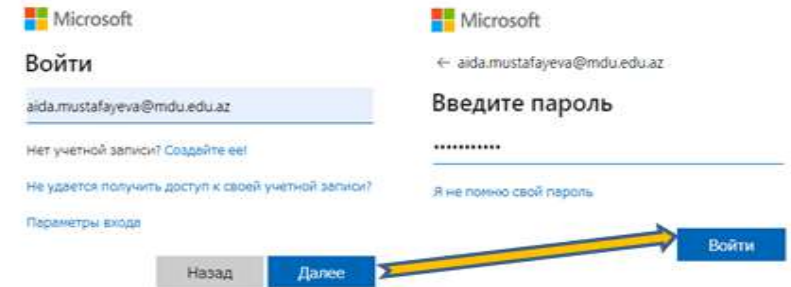 Microsoft
Войти
aida.mustafayeva@mdu.edu.az
Нет учетной записи? Создайте ее!
Не удается получить доступ к своей учетной записи?
Параметры входа
Назад
Далее
Microsoft
← aida.mustafayeva@mdu.edu.az
Введите пароль
•••••••••••
Я не помню свой пароль
Войти